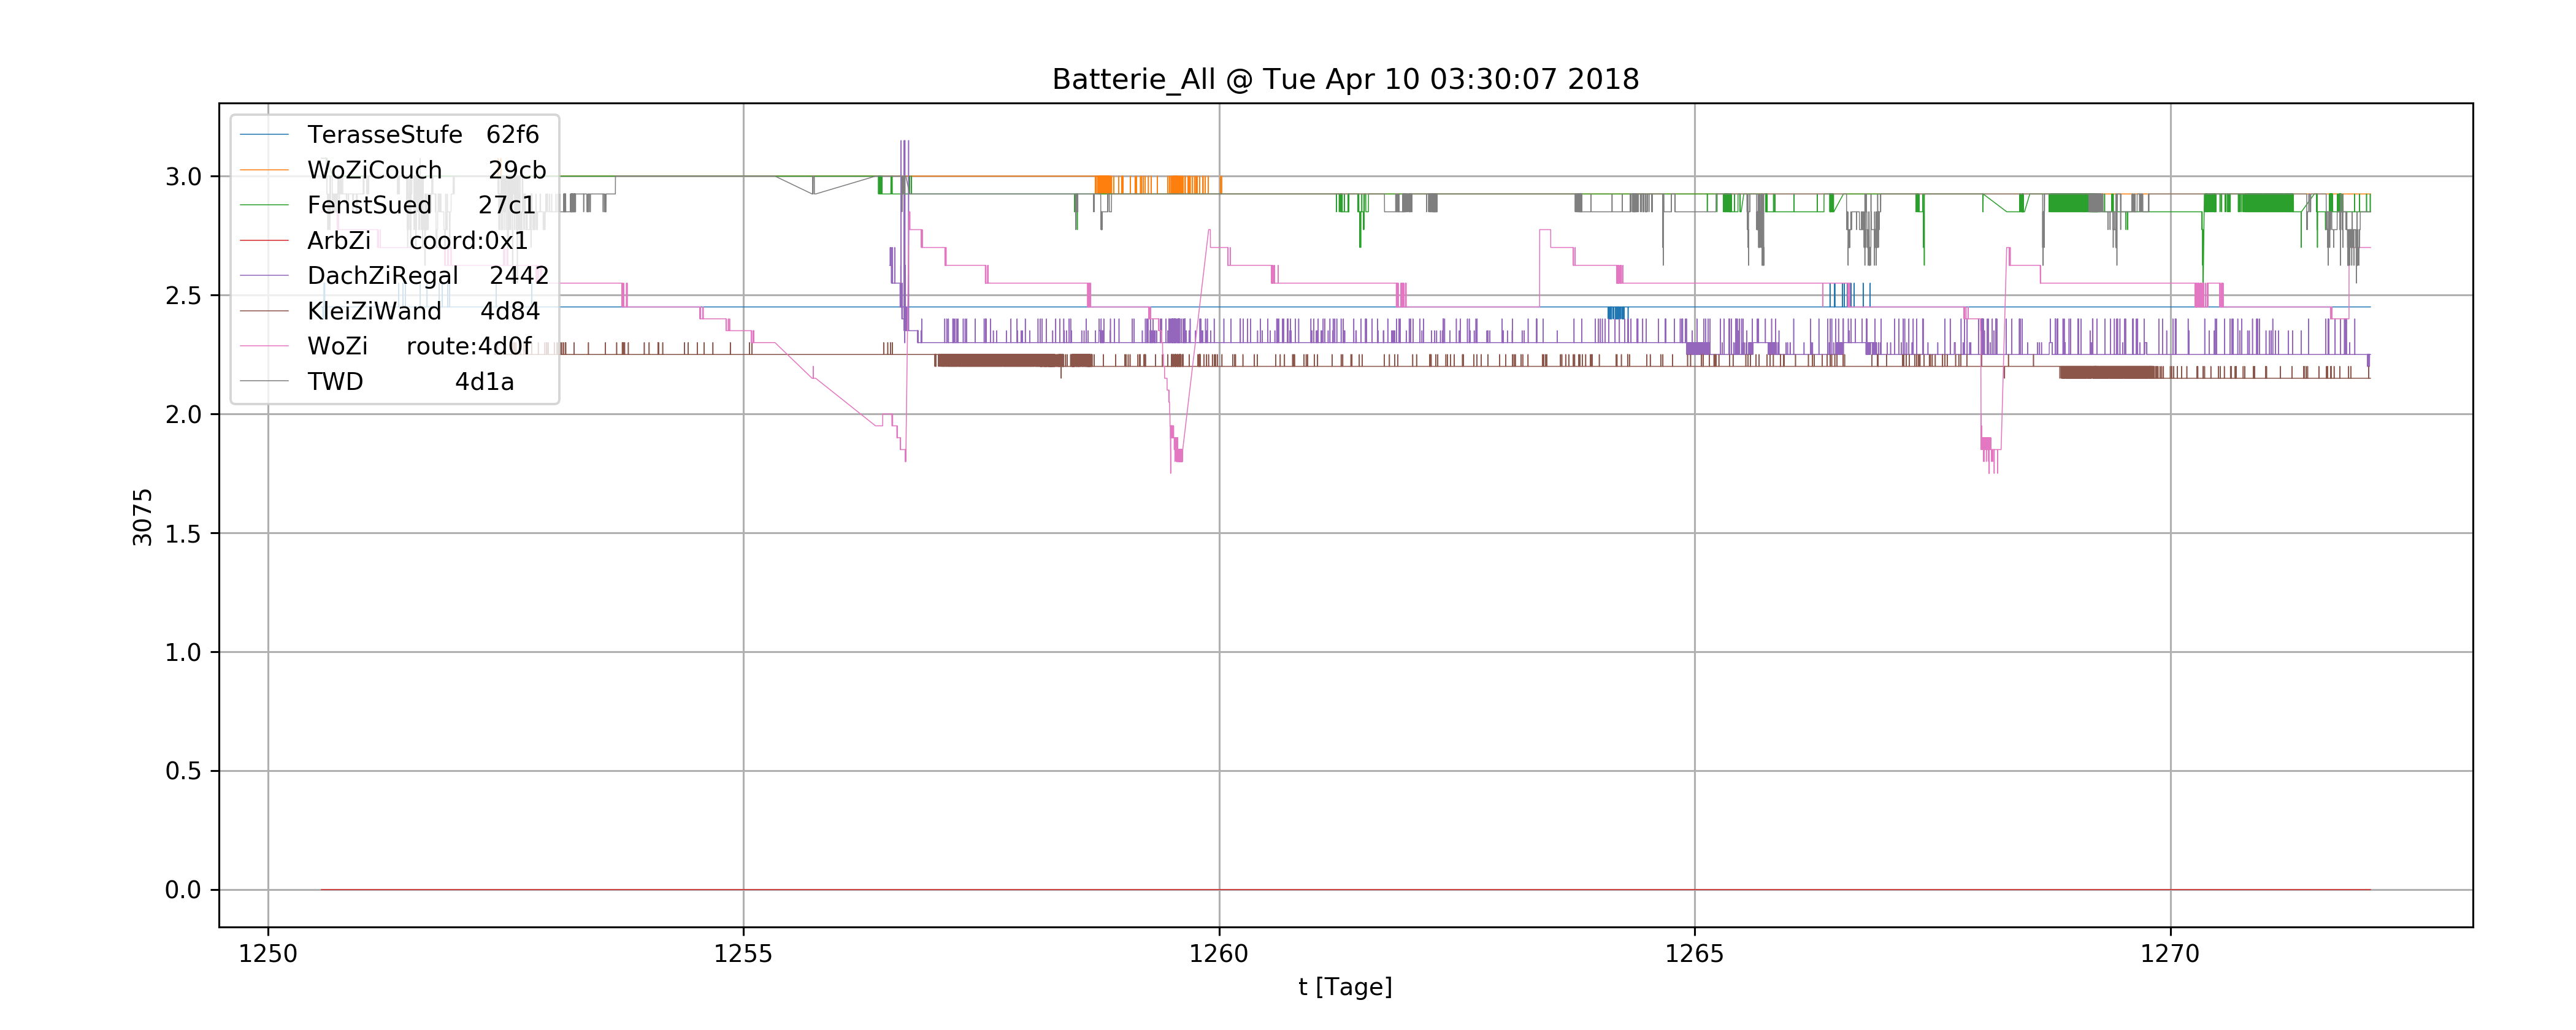 Batterie_All @ Tue Apr 10 03:30:07 2018
TerasseStufe 62f6
WoZiCouch 29cb
FenstSued 27c1
ArbZi coord:0x1
DachZiRegal 2442
KleiZiWand 4d84
WoZi route:4d0f
TWD 4d1a
3.0
2.5
2.0
1.5
1.0
0.5
0.0
3075
1250 1255 1260 1265 1270
t [Tage]